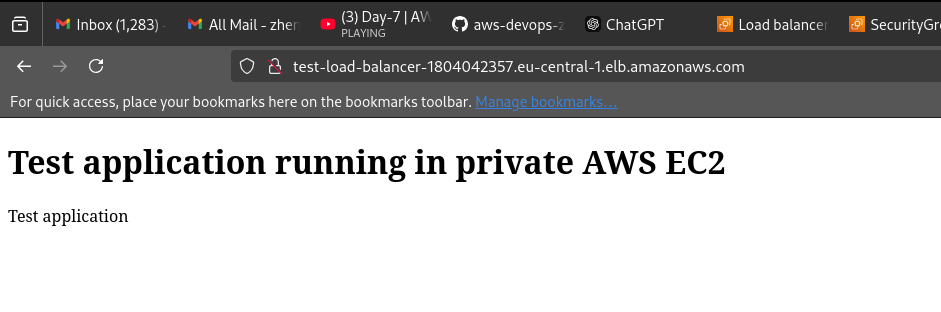 Inbox (1,283)
All Mail - zher
(3) Day-7 | AW
PLAYING
aws-devops-z
ChatGPT
Load balancer
SecurityGro
test-load-balancer-1804042357.eu-central-1.elb.amazonaws.com
For quick access, place your bookmarks here on the bookmarks toolbar. Manage bookmarks…
Test application running in private AWS EC2
Test application